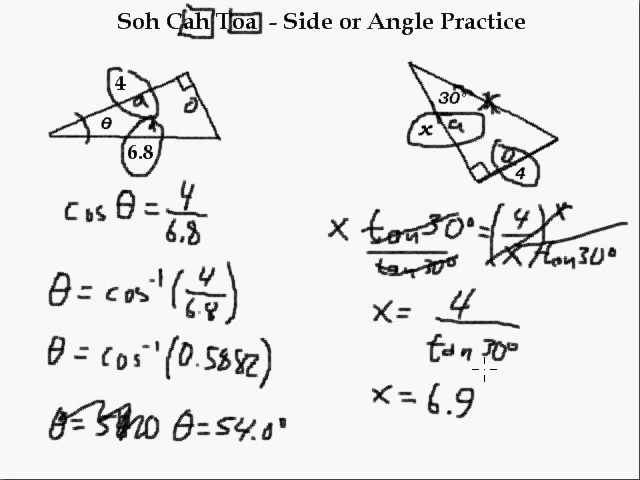 Soh Cah Toa - Side or Angle Practice
4
a
o
θ
h
6.8
30°
x
a
o
4
cos θ = 4/6.8
θ = cos⁻¹(4/6.8)
θ = cos⁻¹(0.5882)
θ = 54.0°
x tan30°/tan30° = (4/x)x/tan30°
x = 4/tan 30°
x = 6.9